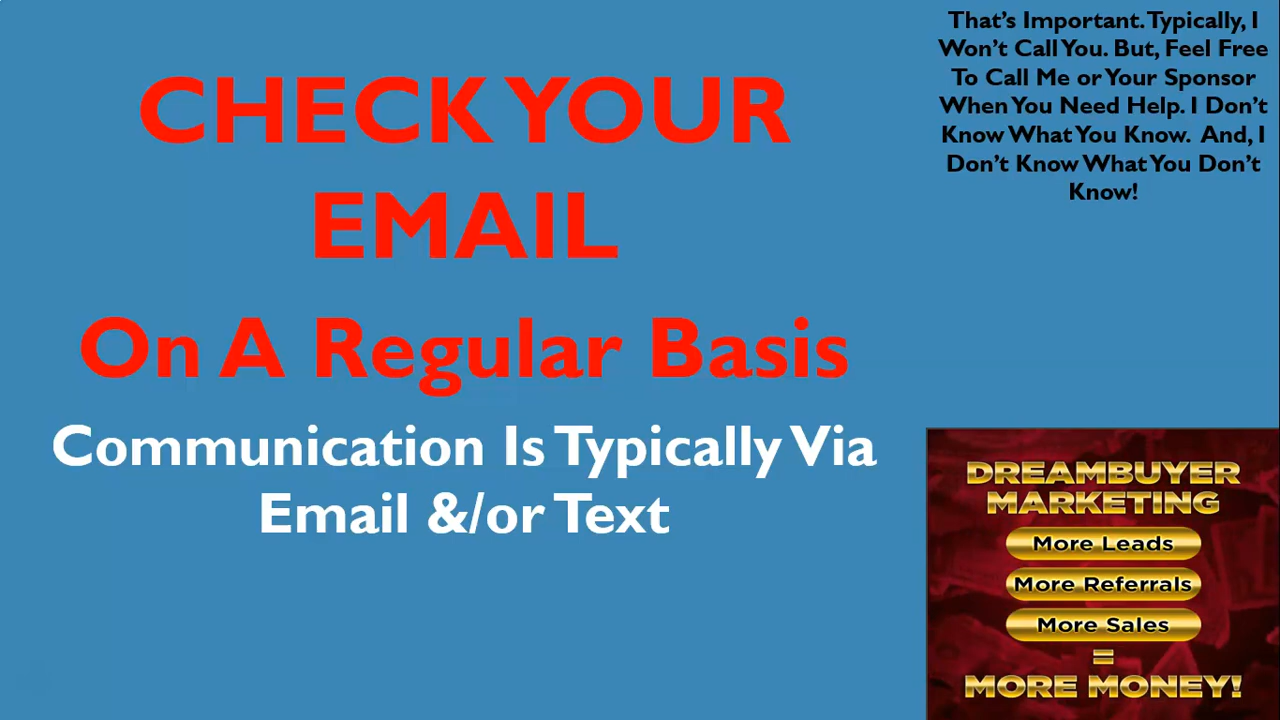 CHECK YOUR
EMAIL
On A Regular Basis
Communication Is Typically Via
Email &/or Text
That’s Important. Typically, I
Won’t Call You. But, Feel Free
To Call Me or Your Sponsor
When You Need Help. I Don’t
Know What You Know. And, I
Don’t Know What You Don’t
Know!
DREAMBUYER
MARKETING
More Leads
More Referrals
More Sales
=
MORE MONEY!